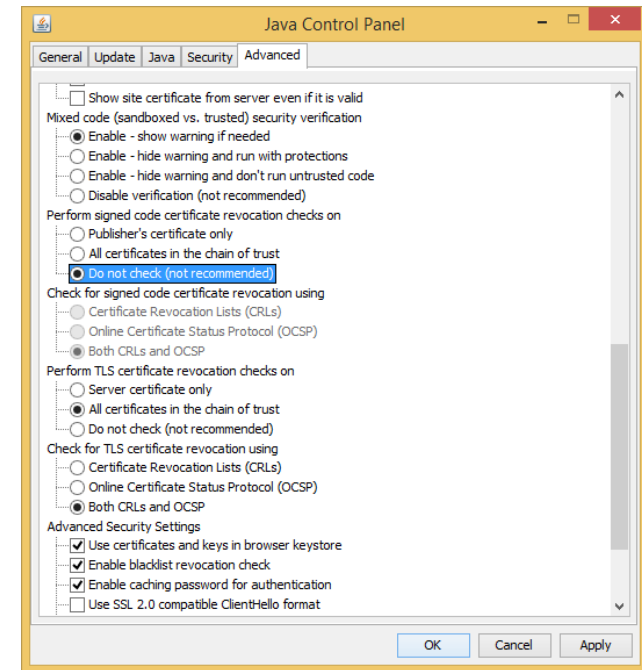 Java Control Panel
General Update Java Security Advanced
Show site certificate from server even if it is valid
Mixed code (sandboxed vs. trusted) security verification
Enable - show warning if needed
Enable - hide warning and run with protections
Enable - hide warning and don't run untrusted code
Disable verification (not recommended)
Perform signed code certificate revocation checks on
Publisher's certificate only
All certificates in the chain of trust
Do not check (not recommended)
Check for signed code certificate revocation using
Certificate Revocation Lists (CRLs)
Online Certificate Status Protocol (OCSP)
Both CRLs and OCSP
Perform TLS certificate revocation checks on
Server certificate only
All certificates in the chain of trust
Do not check (not recommended)
Check for TLS certificate revocation using
Certificate Revocation Lists (CRLs)
Online Certificate Status Protocol (OCSP)
Both CRLs and OCSP
Advanced Security Settings
Use certificates and keys in browser keystore
Enable blacklist revocation check
Enable caching password for authentication
Use SSL 2.0 compatible ClientHello format
OK Cancel Apply